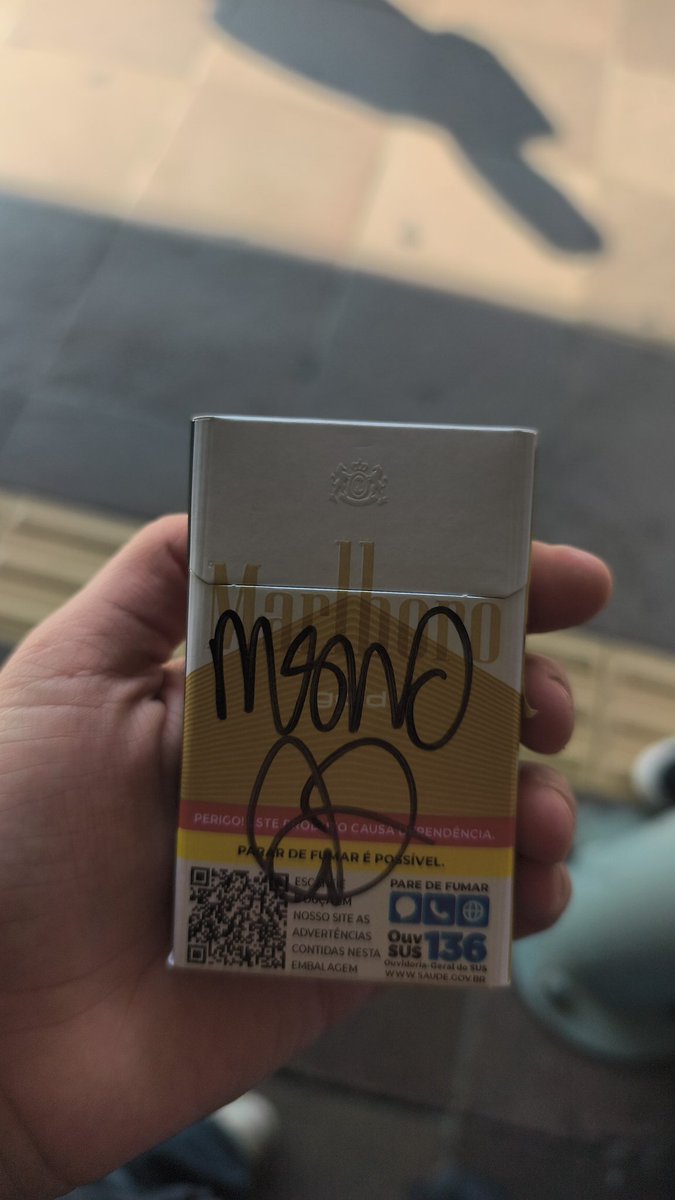 Marlboro
PERIGO! ESTE PRODUTO CAUSA DEPENDÊNCIA.
PARAR DE FUMAR É POSSÍVEL.
NOSSO SITE AS
ADVERTÊNCIAS
CONTIDAS NESTA
EMBALAGEM
PARE DE FUMAR
Ouv
SUS 136
Ouvidoria-Geral do SUS
WWW.SAUDE.GOV.BR